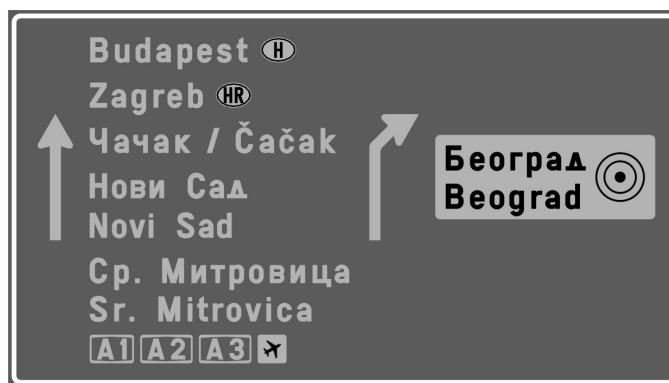 Budapest H
Zagreb HR
Чачак / Čačak
Нови Сад
Novi Sad
Ср. Митровица
Sr. Mitrovica
A1 A2 A3
Београд
Beograd